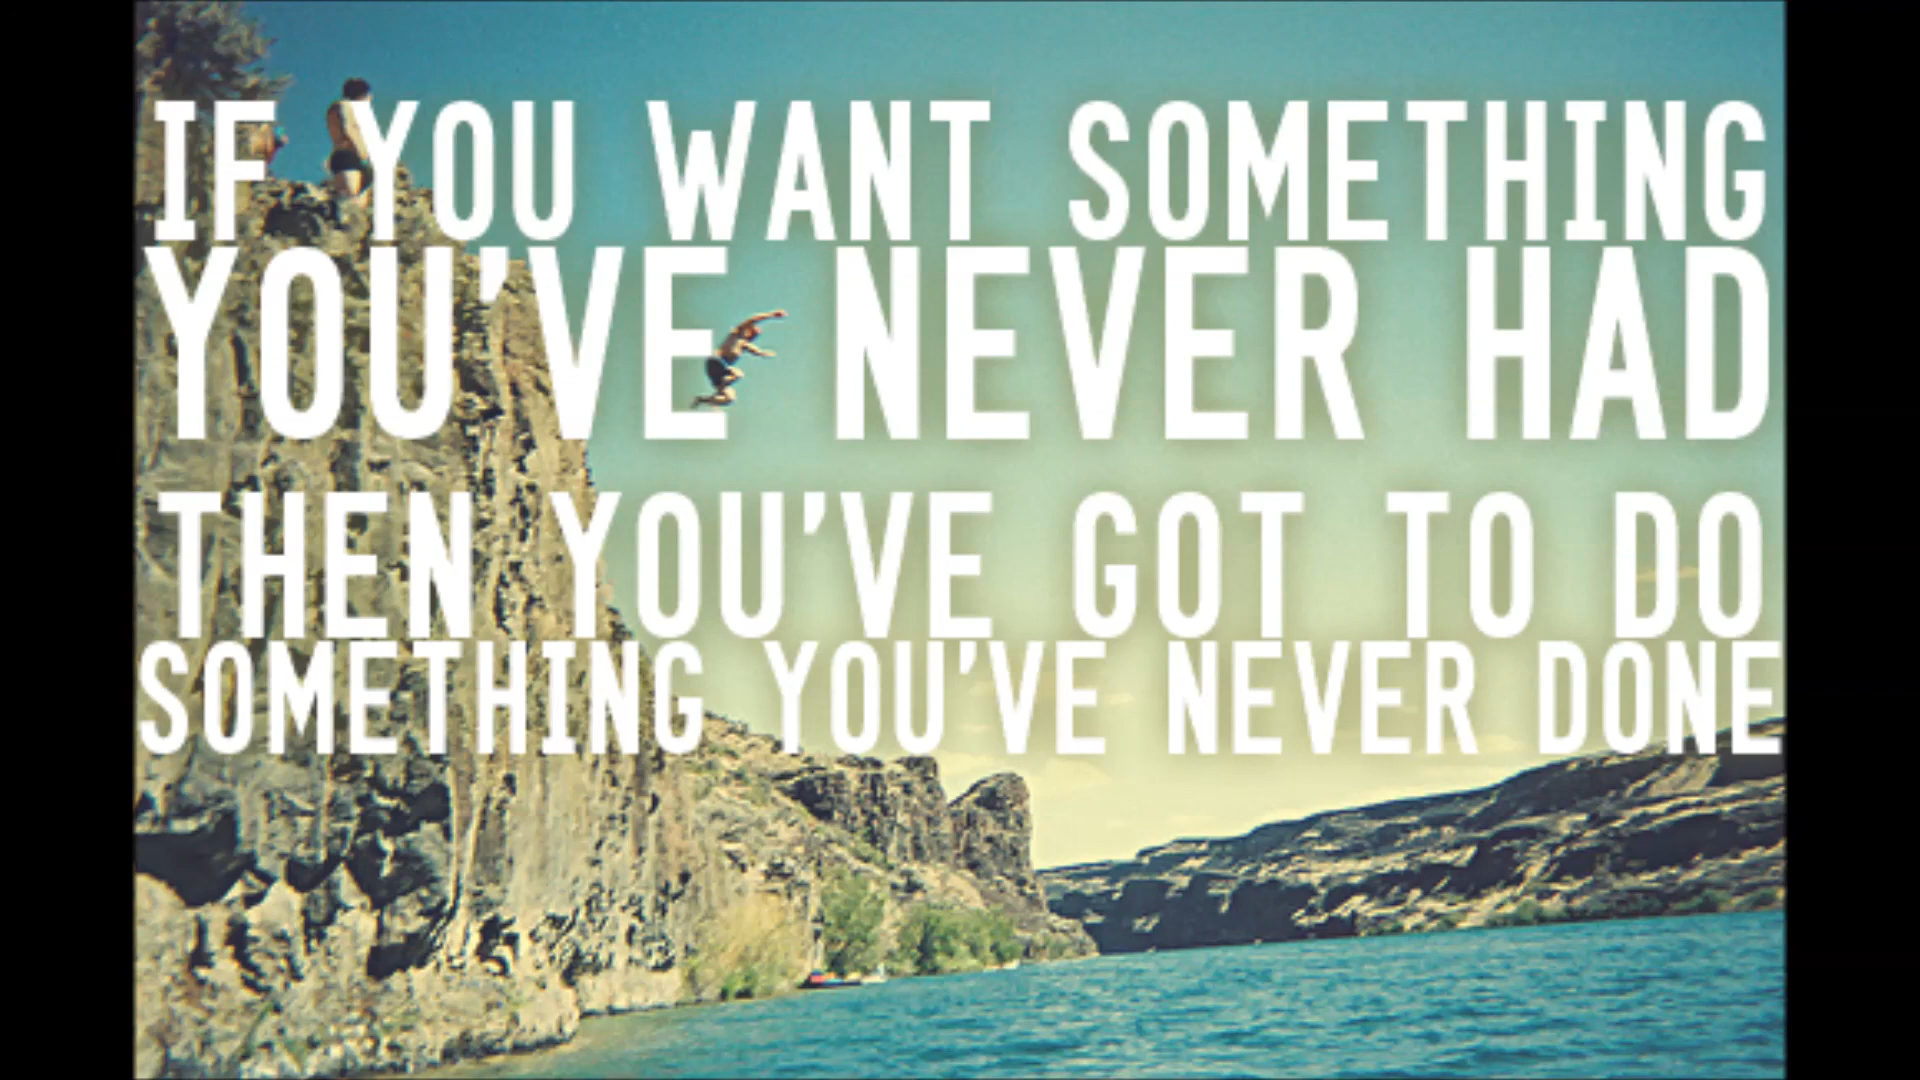 IF YOU WANT SOMETHING
YOU'VE NEVER HAD
THEN YOU'VE GOT TO DO
SOMETHING YOU'VE NEVER DONE